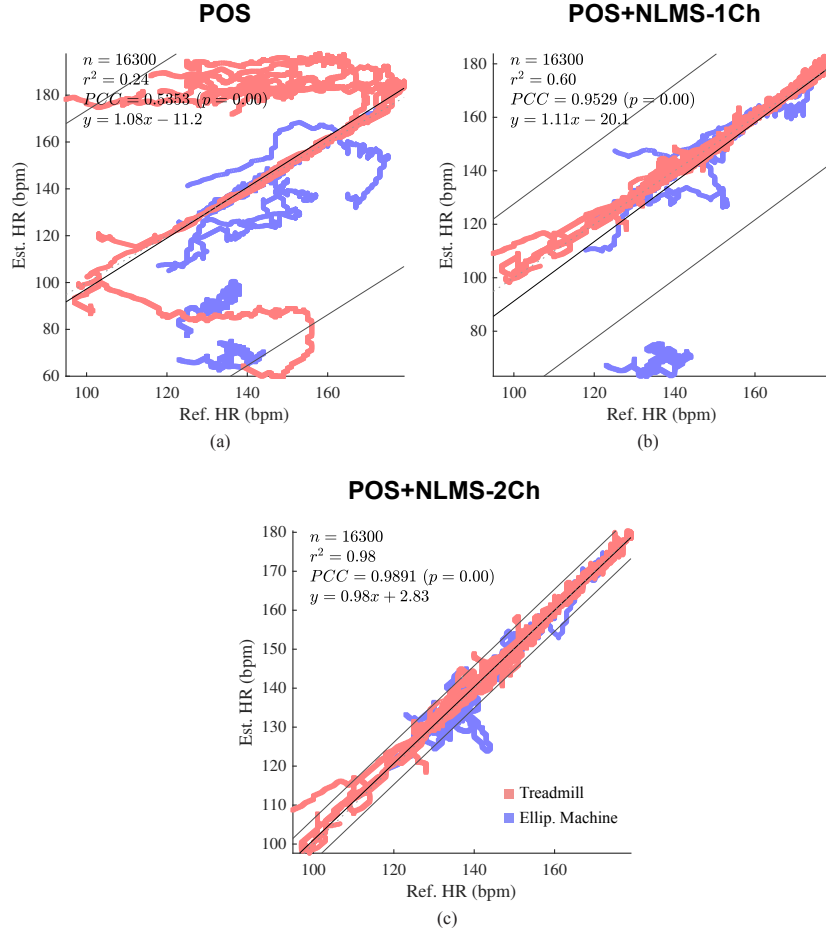 POS
n = 16300
r² = 0.24
PCC = 0.5353 (p = 0.00)
y = 1.08x − 11.2
Est. HR (bpm)
180
160
140
120
100
80
60
100
120
140
160
Ref. HR (bpm)
(a)
POS+NLMS-1Ch
n = 16300
r² = 0.60
PCC = 0.9529 (p = 0.00)
y = 1.11x − 20.1
Est. HR (bpm)
180
160
140
120
100
80
100
120
140
160
Ref. HR (bpm)
(b)
POS+NLMS-2Ch
n = 16300
r² = 0.98
PCC = 0.9891 (p = 0.00)
y = 0.98x + 2.83
Est. HR (bpm)
180
170
160
150
140
130
120
110
100
Treadmill
Ellip. Machine
100
120
140
160
Ref. HR (bpm)
(c)